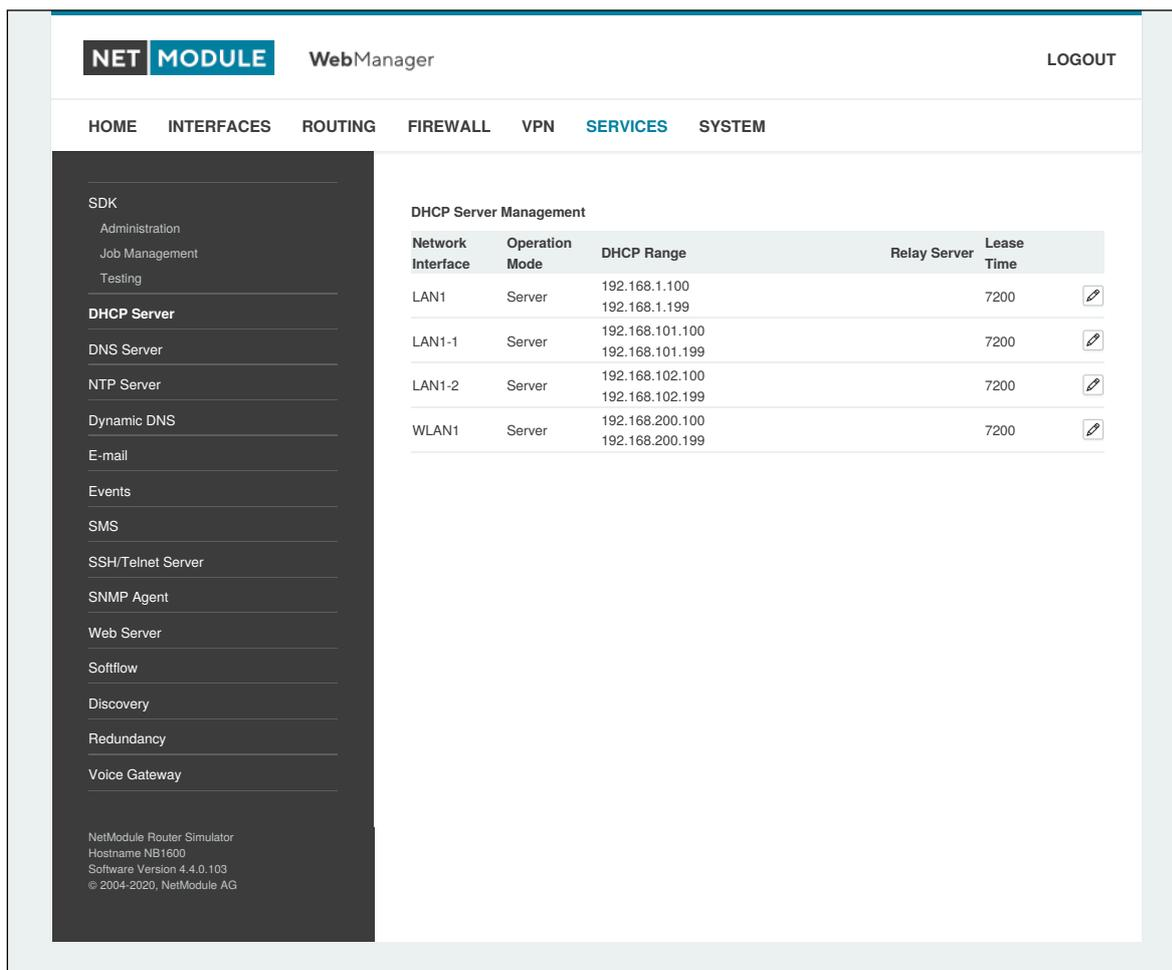 NET MODULE WebManager LOGOUT
HOME INTERFACES ROUTING FIREWALL VPN SERVICES SYSTEM
SDK
Administration
Job Management
Testing
DHCP Server
DNS Server
NTP Server
Dynamic DNS
E-mail
Events
SMS
SSH/Telnet Server
SNMP Agent
Web Server
Softflow
Discovery
Redundancy
Voice Gateway
NetModule Router Simulator
Hostname NB1600
Software Version 4.4.0.103
© 2004-2020, NetModule AG
DHCP Server Management
Network Interface Operation Mode DHCP Range Relay Server Lease Time
LAN1 Server 192.168.1.100 7200
192.168.1.199
LAN1-1 Server 192.168.101.100 7200
192.168.101.199
LAN1-2 Server 192.168.102.100 7200
192.168.102.199
WLAN1 Server 192.168.200.100 7200
192.168.200.199